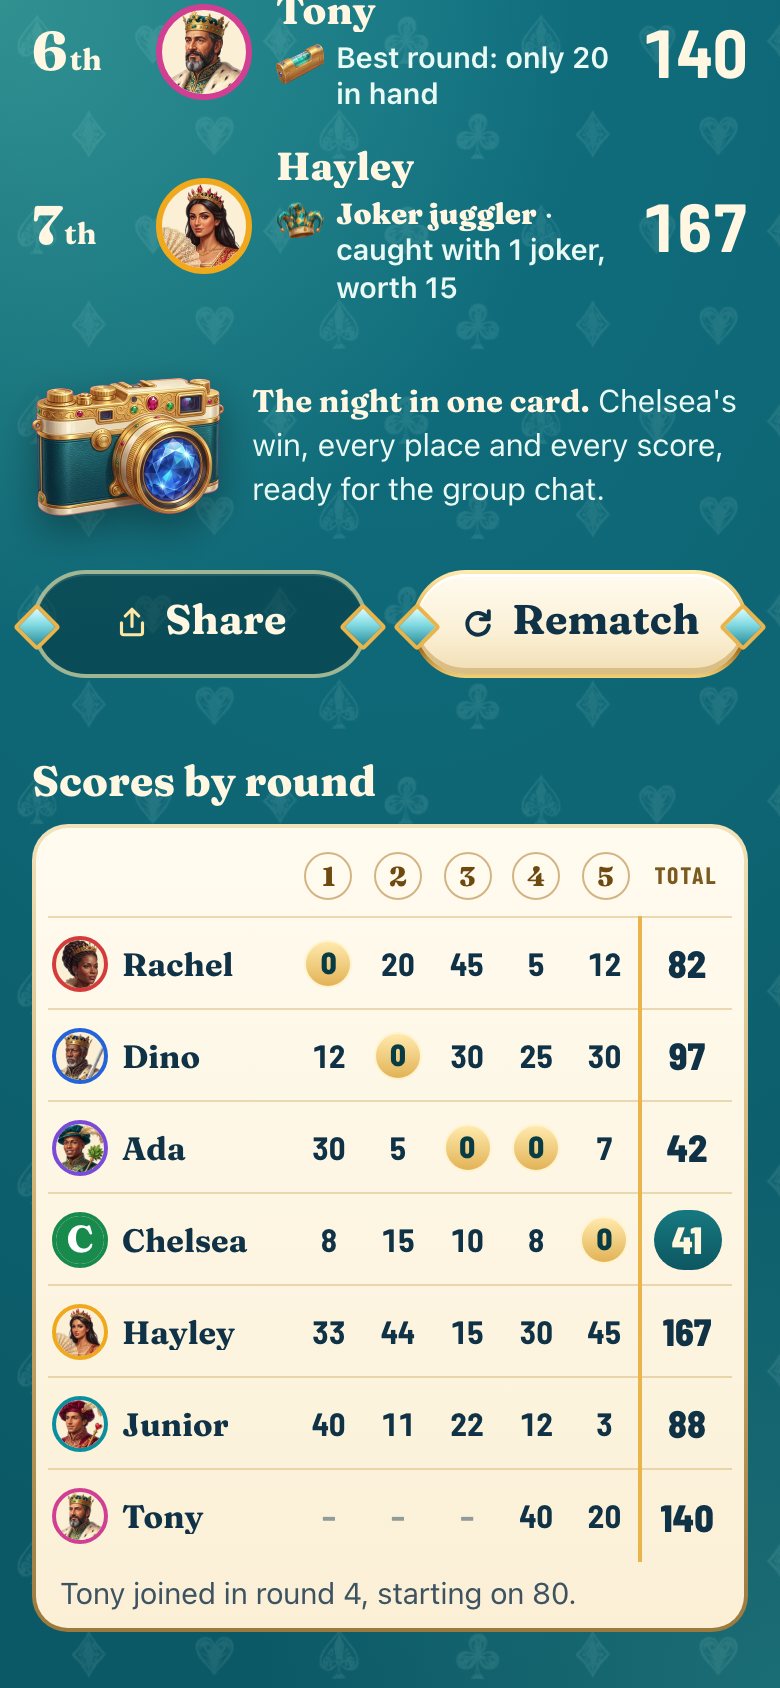 Tony
6th
Best round: only 20
in hand
140
Hayley
7th
Joker juggler ·
caught with 1 joker,
worth 15
167
The night in one card. Chelsea's
win, every place and every score,
ready for the group chat.
Share
Rematch
Scores by round
1 2 3 4 5 TOTAL
Rachel 0 20 45 5 12 82
Dino 12 0 30 25 30 97
Ada 30 5 0 0 7 42
C Chelsea 8 15 10 8 0 41
Hayley 33 44 15 30 45 167
Junior 40 11 22 12 3 88
Tony - - - 40 20 140
Tony joined in round 4, starting on 80.